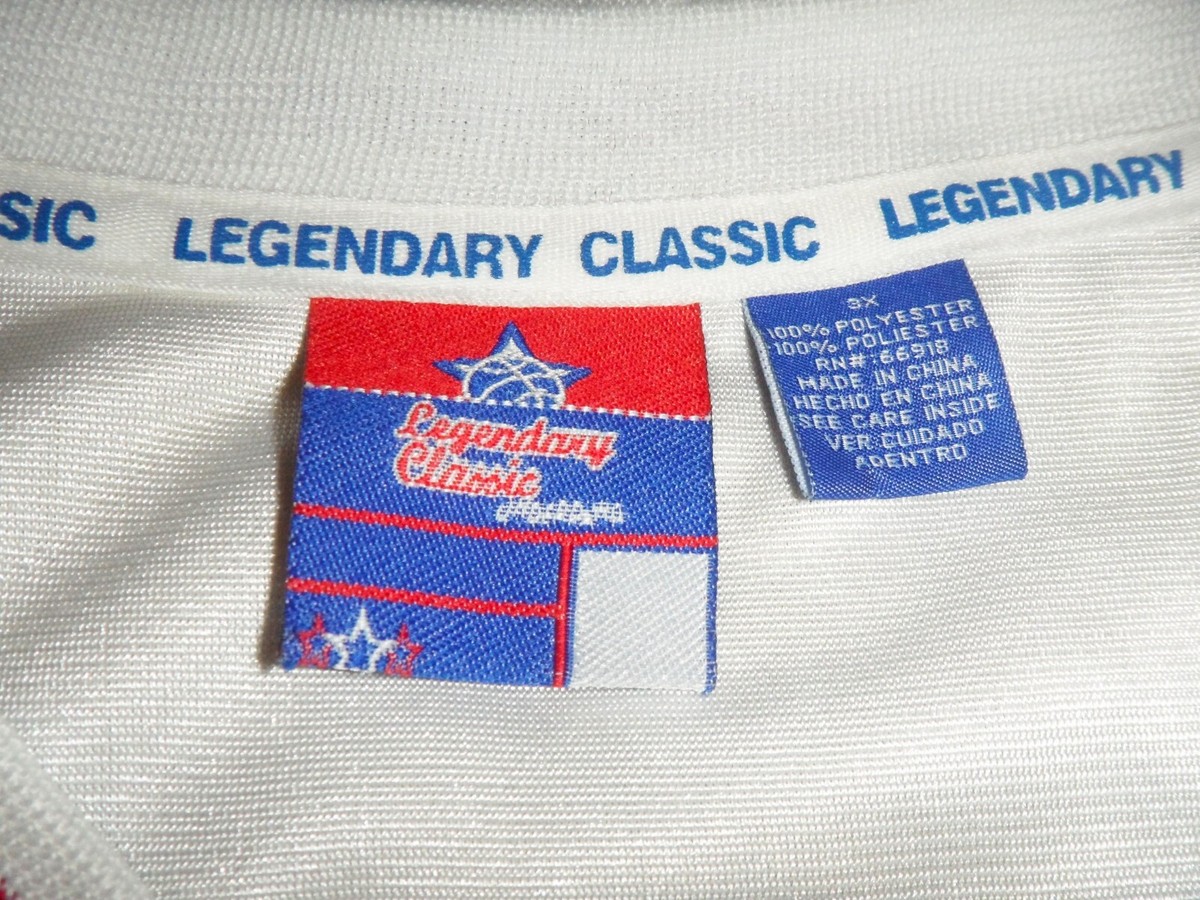 SIC LEGENDARY CLASSIC LEGENDARY
Legendary
Classic
3X
100% POLYESTER
100% POLIESTER
RN# 66918
MADE IN CHINA
HECHO EN CHINA
SEE CARE INSIDE
VER CUIDADO
ADENTRO